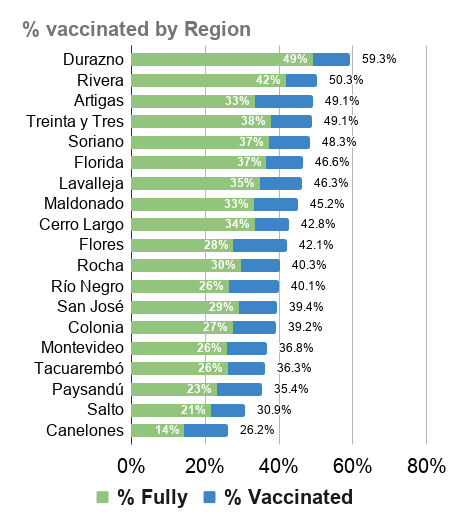 % vaccinated by Region
Durazno 49% 59.3%
Rivera 42% 50.3%
Artigas 33% 49.1%
Treinta y Tres 38% 49.1%
Soriano 37% 48.3%
Florida 37% 46.6%
Lavalleja 35% 46.3%
Maldonado 33% 45.2%
Cerro Largo 34% 42.8%
Flores 28% 42.1%
Rocha 30% 40.3%
Río Negro 26% 40.1%
San José 29% 39.4%
Colonia 27% 39.2%
Montevideo 26% 36.8%
Tacuarembó 26% 36.3%
Paysandú 23% 35.4%
Salto 21% 30.9%
Canelones 14% 26.2%
0% 20% 40% 60% 80%
% Fully % Vaccinated